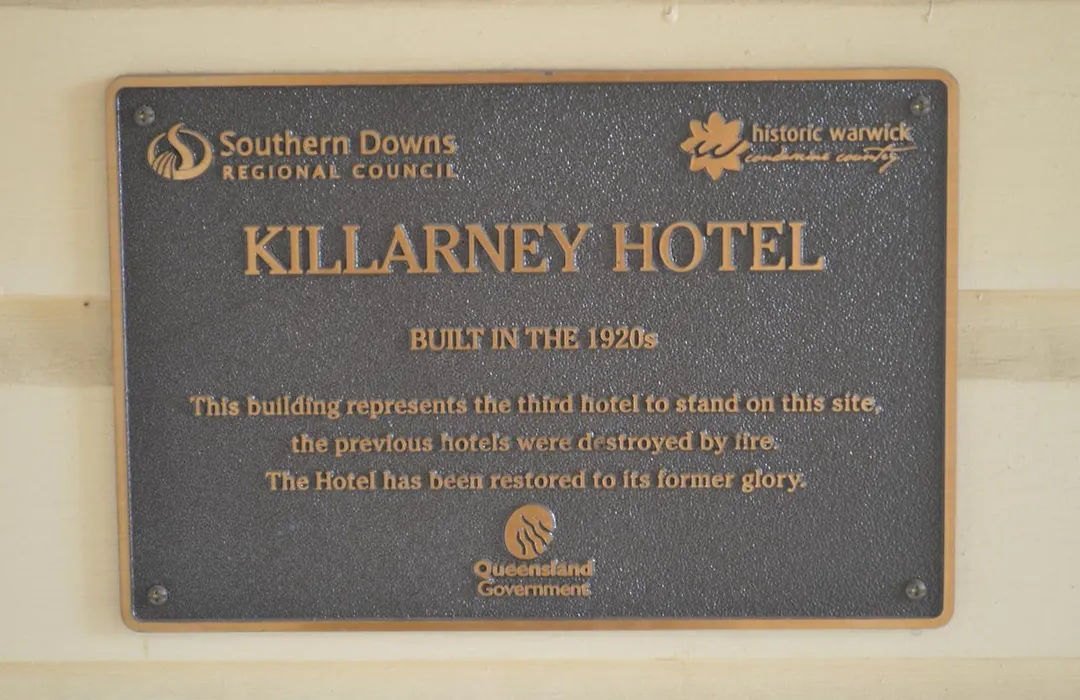 Southern Downs
REGIONAL COUNCIL
historic warwick
condamine country
KILLARNEY HOTEL
BUILT IN THE 1920s
This building represents the third hotel to stand on this site,
the previous hotels were destroyed by fire.
The Hotel has been restored to its former glory.
Queensland
Government